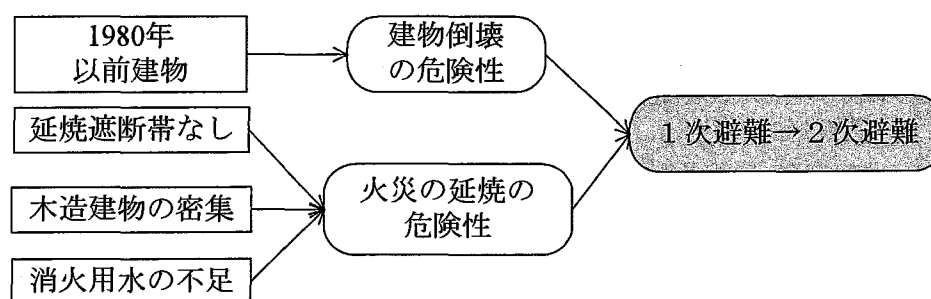 1980年
以前建物
建物倒壊
の危険性
延焼遮断帯なし
1次避難→2次避難
木造建物の密集
火災の延焼の
危険性
消火用水の不足